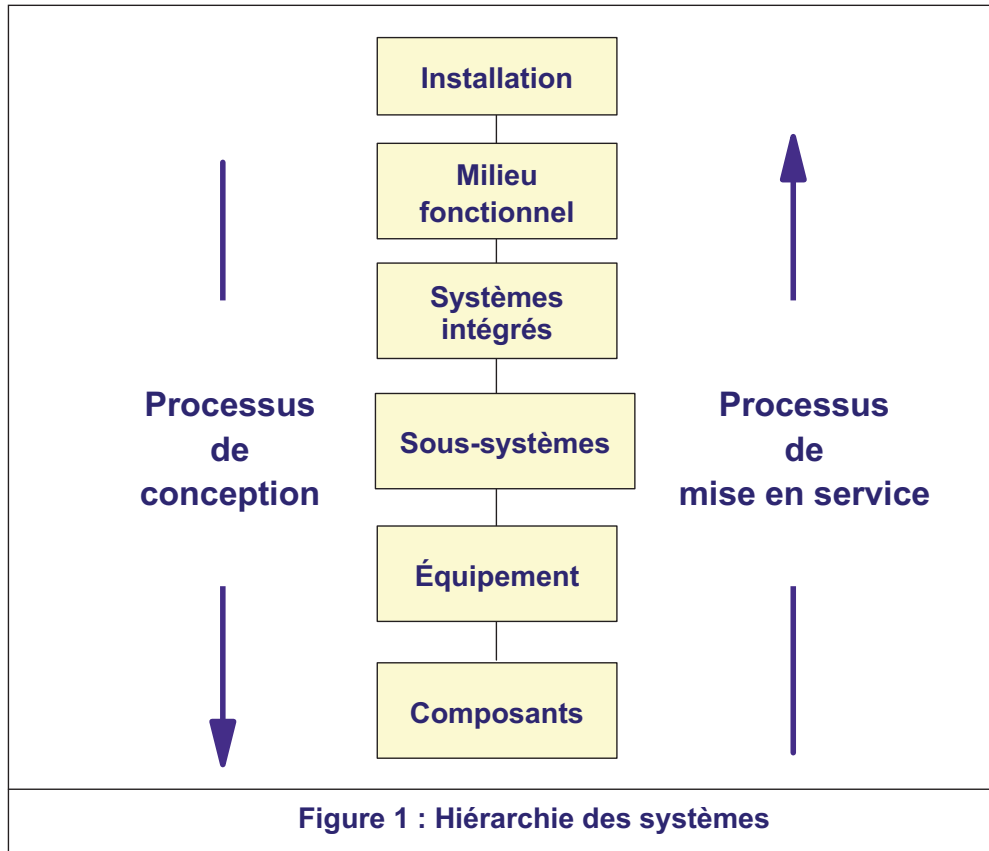 Installation
Milieu
fonctionnel
Systèmes
intégrés
Processus
de
conception
Sous-systèmes
Processus
de
mise en service
Équipement
Composants
Figure 1 : Hiérarchie des systèmes